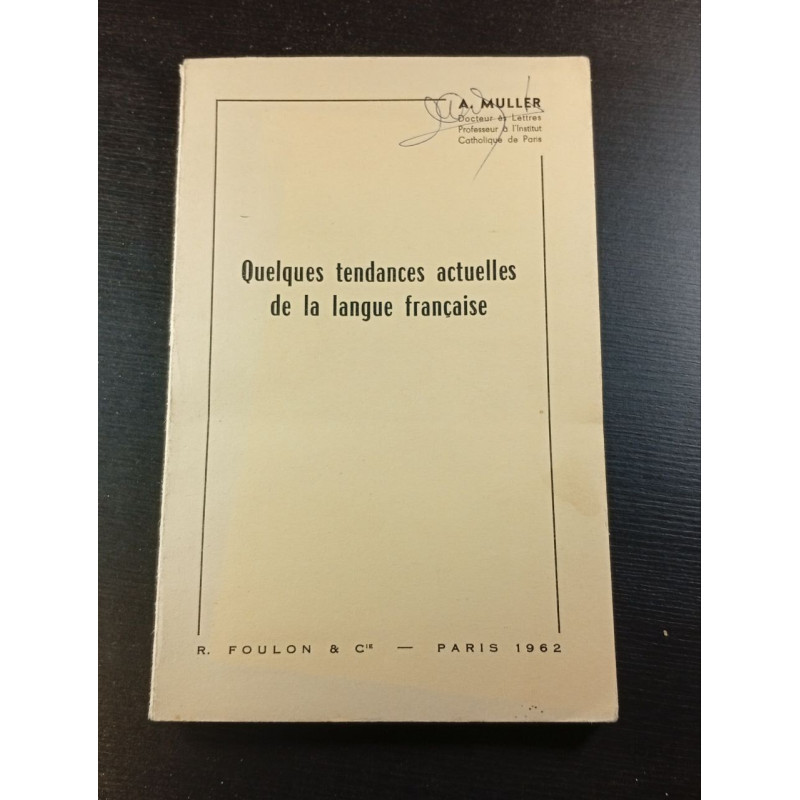 A. MULLER
Docteur ès Lettres
Professeur à l'Institut
Catholique de Paris
Quelques tendances actuelles
de la langue française
R. FOULON & Cie — PARIS 1962